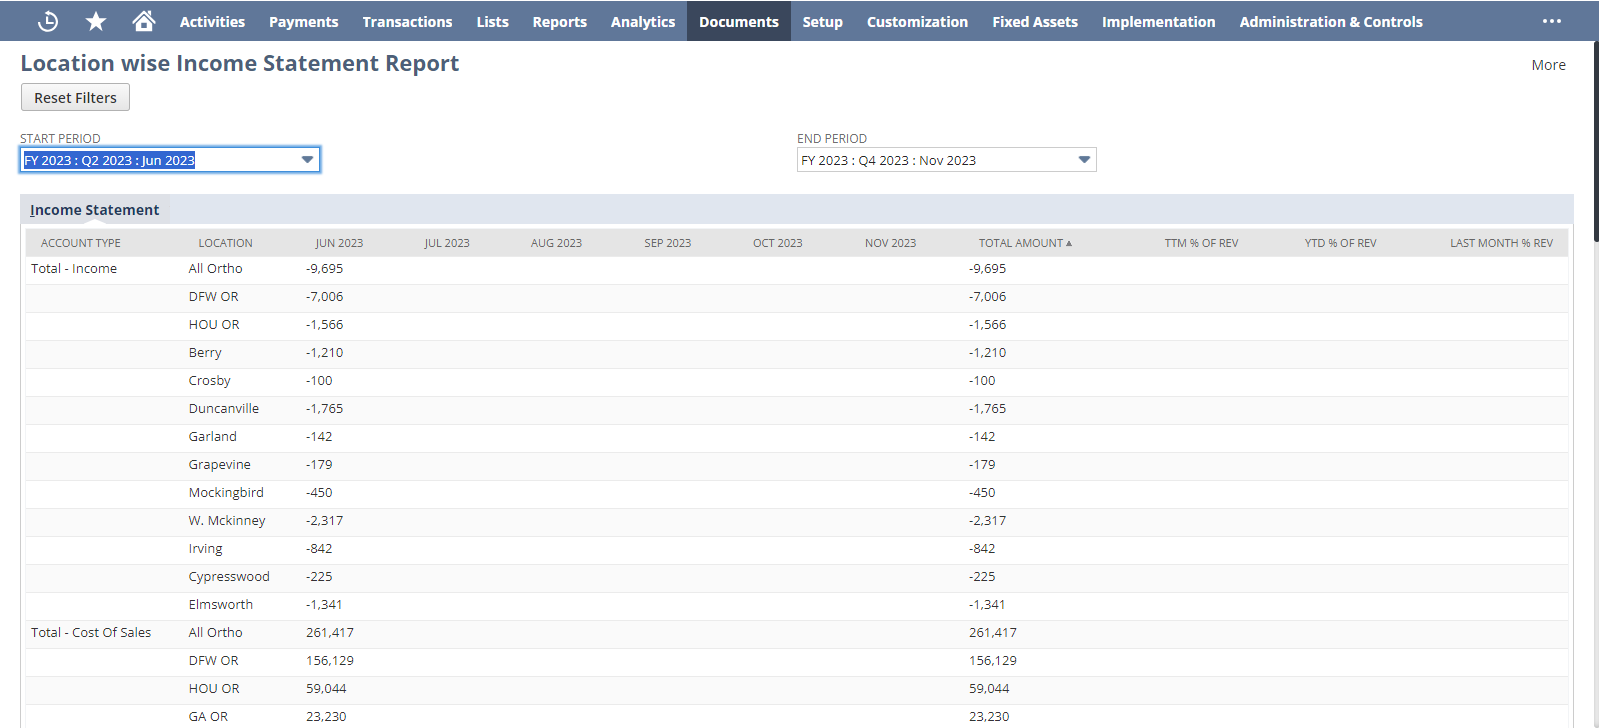 Activities Payments Transactions Lists Reports Analytics Documents Setup Customization Fixed Assets Implementation Administration & Controls
Location wise Income Statement Report More
Reset Filters
START PERIOD END PERIOD
FY 2023 : Q2 2023 : Jun 2023 FY 2023 : Q4 2023 : Nov 2023
Income Statement
ACCOUNT TYPE LOCATION JUN 2023 JUL 2023 AUG 2023 SEP 2023 OCT 2023 NOV 2023 TOTAL AMOUNT TTM % OF REV YTD % OF REV LAST MONTH % REV
Total - Income All Ortho -9,695 -9,695
DFW OR -7,006 -7,006
HOU OR -1,566 -1,566
Berry -1,210 -1,210
Crosby -100 -100
Duncanville -1,765 -1,765
Garland -142 -142
Grapevine -179 -179
Mockingbird -450 -450
W. Mckinney -2,317 -2,317
Irving -842 -842
Cypresswood -225 -225
Elmsworth -1,341 -1,341
Total - Cost Of Sales All Ortho 261,417 261,417
DFW OR 156,129 156,129
HOU OR 59,044 59,044
GA OR 23,230 23,230